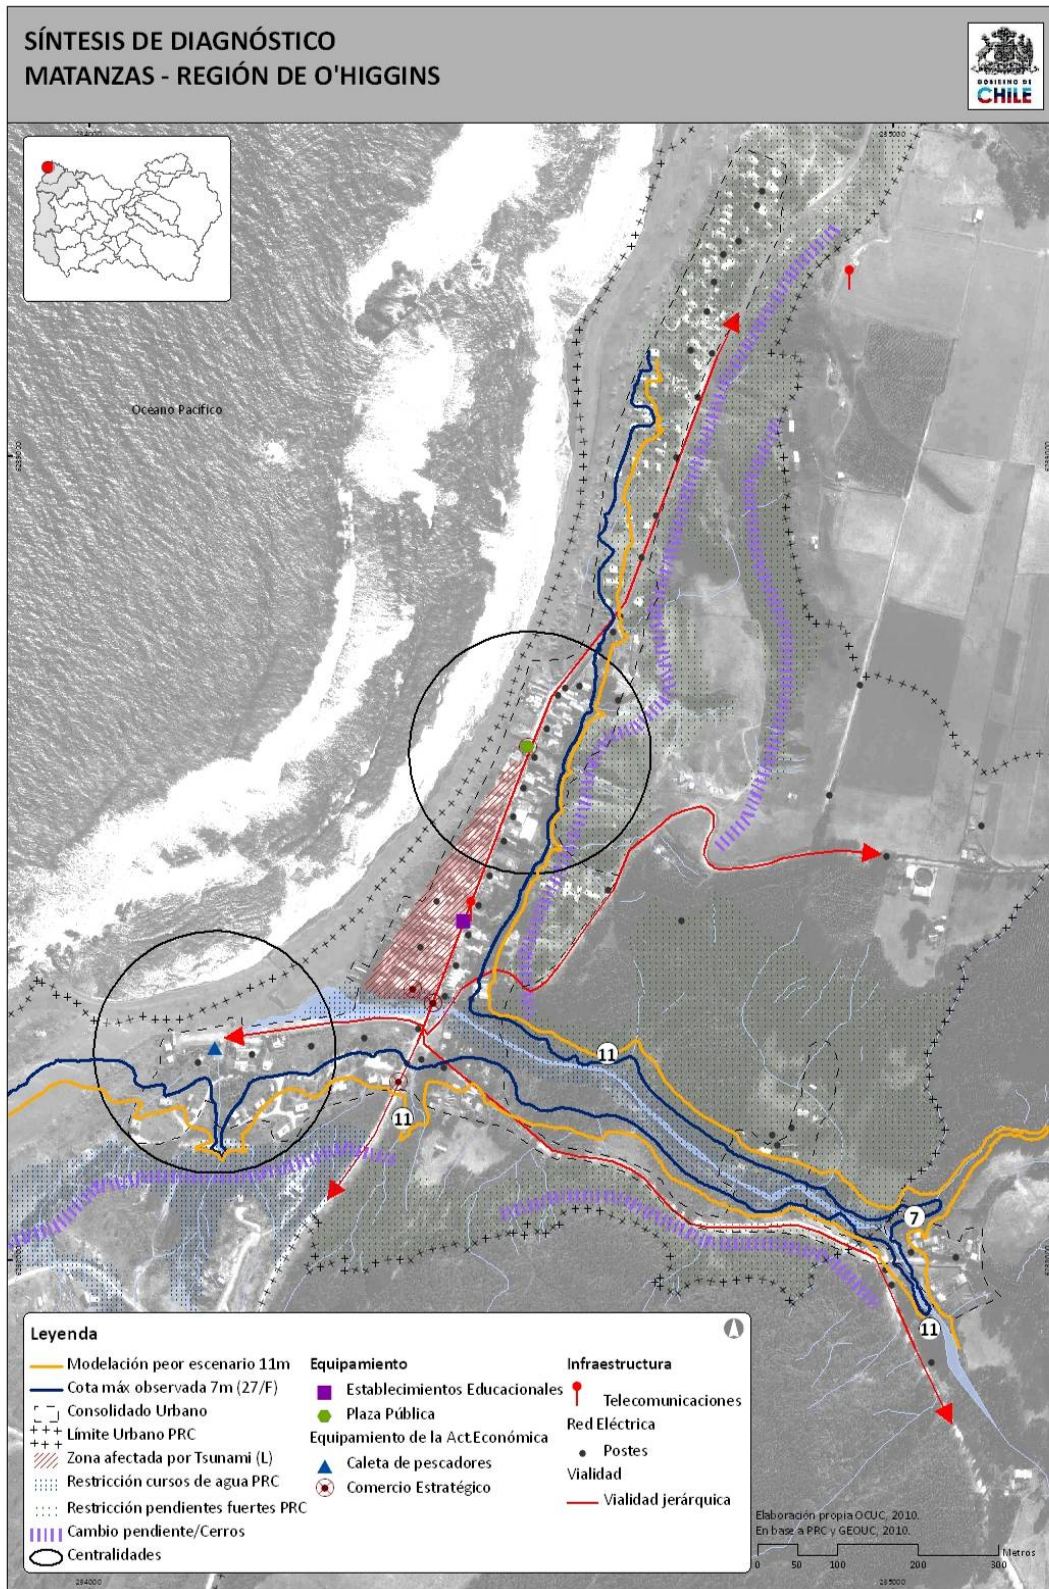 SÍNTESIS DE DIAGNÓSTICO
MATANZAS - REGIÓN DE O'HIGGINS
GOBIERNO DE
CHILE
Oceano Pacifico
11
11
7
11
Leyenda
Modelación peor escenario 11m
Cota máx observada 7m (27/F)
Consolidado Urbano
Límite Urbano PRC
Zona afectada por Tsunami (L)
Restricción cursos de agua PRC
Restricción pendientes fuertes PRC
Cambio pendiente/Cerros
Centralidades
Equipamiento
Establecimientos Educacionales
Plaza Pública
Equipamiento de la Act.Económica
Caleta de pescadores
Comercio Estratégico
Infraestructura
Telecomunicaciones
Red Eléctrica
Postes
Vialidad
Vialidad jerárquica
Elaboración propia OCUC, 2010.
En base a PRC y GEOUC, 2010.
Metros
0 50 100 200 300
284000
285000